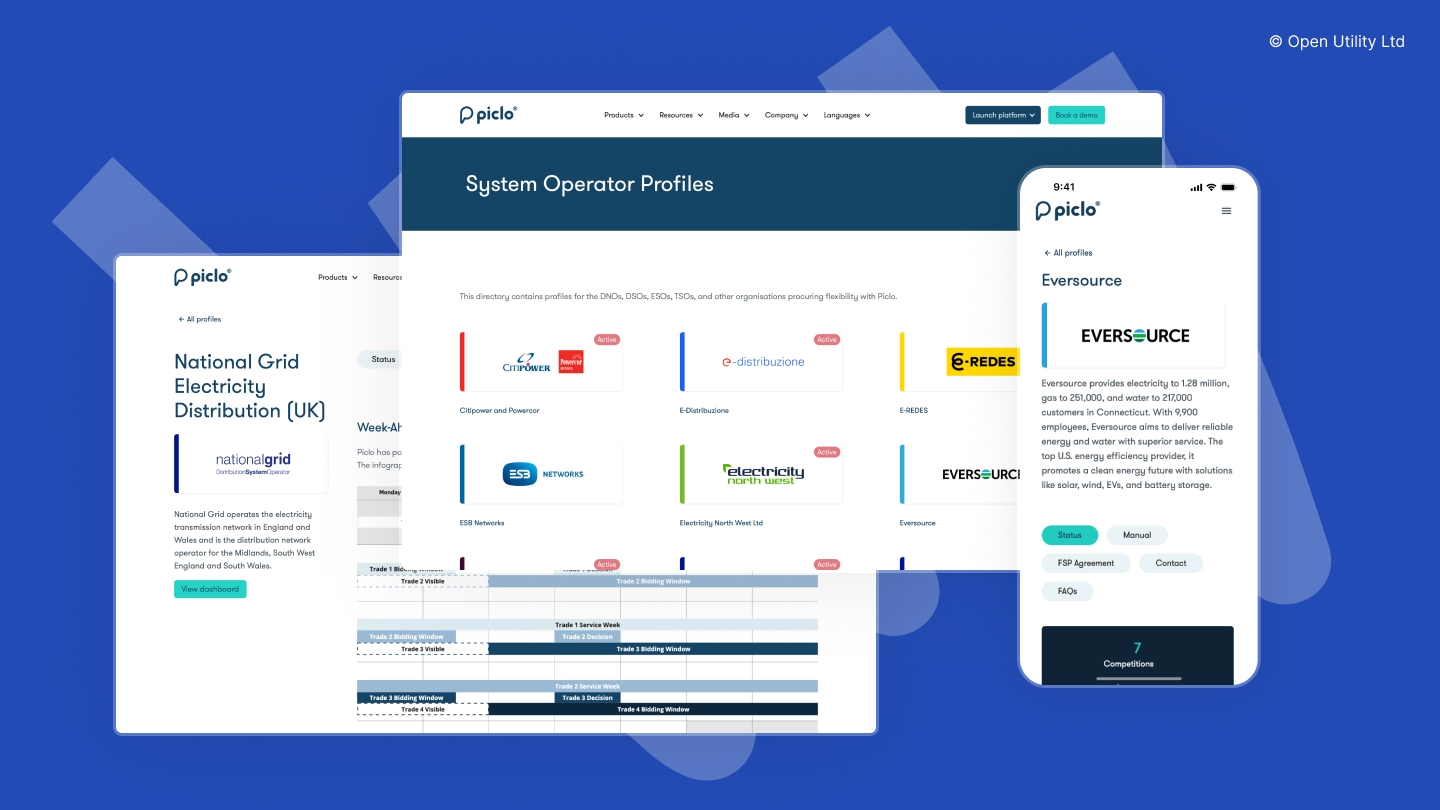 © Open Utility Ltd
piclo®
Products
Resources
Media
Company
Languages
Launch platform
Book a demo
System Operator Profiles
This directory contains profiles for the DNOs, DSOs, ESOs, TSOs, and other organisations procuring flexibility with Piclo.
Active
CITIPOWER
Powercor
Citipower and Powercor
Active
e-distribuzione
E-Distribuzione
E-REDES
E-REDES
ESB NETWORKS
ESB Networks
Active
electricity
north west
Electricity North West Ltd
EVERSOURCE
Eversource
Active
Active
piclo®
Products
← All profiles
National Grid
Electricity
Distribution (UK)
nationalgrid
DistributionSystemOperator
National Grid operates the electricity
transmission network in England and
Wales and is the distribution network
operator for the Midlands, South West
England and South Wales.
View dashboard
Status
Piclo has
The
Monday
Trade 2 Visible
Trade 2 Bidding Window
Trade 1 Service Week
Trade 2 Bidding Window
Trade 2 Decision
Trade 3 Visible
Trade 3 Bidding Window
Trade 2 Service Week
Trade 3 Bidding Window
Trade 3 Decision
Trade 4 Visible
Trade 4 Bidding Window
9:41
piclo®
← All profiles
Eversource
EVERSOURCE
Eversource provides electricity to 1.28 million,
gas to 251,000, and water to 217,000
customers in Connecticut. With 9,900
employees, Eversource aims to deliver reliable
energy and water with superior service. The
top U.S. energy efficiency provider, it
promotes a clean energy future with solutions
like solar, wind, EVs, and battery storage.
Status
Manual
FSP Agreement
Contact
FAQs
7
Competitions